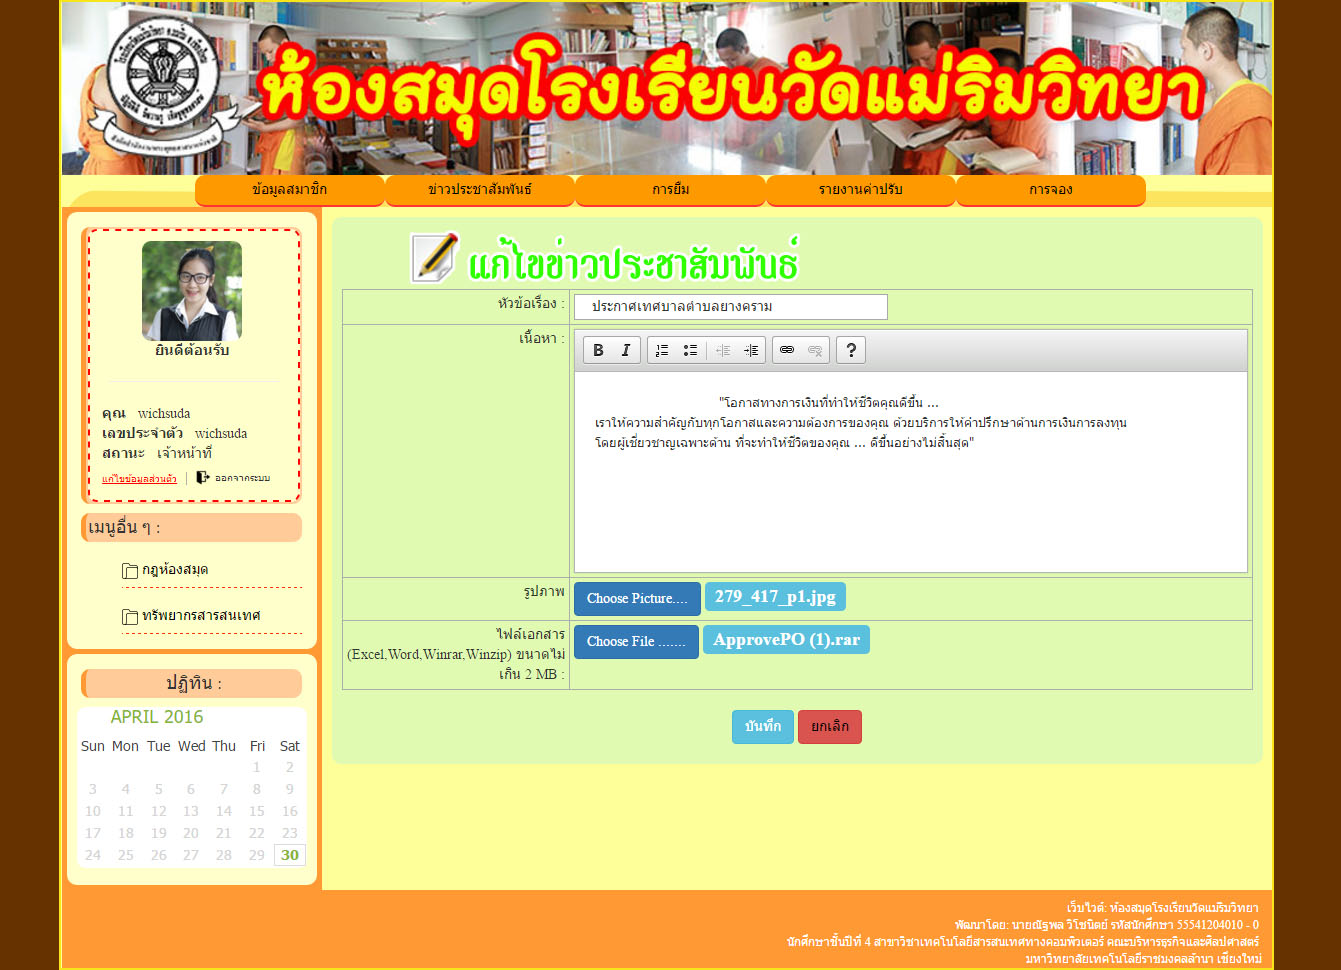 ห้องสมุดโรงเรียนวัดแม่ริมวิทยา
ข้อมูลสมาชิก
ข่าวประชาสัมพันธ์
การยืม
รายงานค่าปรับ
การจอง
ยินดีต้อนรับ
คุณ wichsuda
เลขประจำตัว wichsuda
สถานะ เจ้าหน้าที่
แก้ไขข้อมูลส่วนตัว | ออกจากระบบ
เมนูอื่น ๆ :
กฎห้องสมุด
ทรัพยากรสารสนเทศ
ปฏิทิน :
APRIL 2016
Sun Mon Tue Wed Thu Fri Sat
1 2
3 4 5 6 7 8 9
10 11 12 13 14 15 16
17 18 19 20 21 22 23
24 25 26 27 28 29 30
แก้ไขข่าวประชาสัมพันธ์
หัวข้อเรื่อง : ประกาศเทศบาลตำบลยางคราม
เนื้อหา :
B I ?
"โอกาสทางการเงินที่ทำให้ชีวิตคุณดีขึ้น ...
เราให้ความสำคัญกับทุกโอกาสและความต้องการของคุณ ด้วยบริการให้คำปรึกษาด้านการเงินการลงทุน
โดยผู้เชี่ยวชาญเฉพาะด้าน ที่จะทำให้ชีวิตของคุณ ... ดีขึ้นอย่างไม่สิ้นสุด"
รูปภาพ Choose Picture.... 279_417_p1.jpg
ไฟล์เอกสาร Choose File ....... ApprovePO (1).rar
(Excel,Word,Winrar,Winzip) ขนาดไม่
เกิน 2 MB :
บันทึก ยกเลิก
เว็บไวต์: ห้องสมุดโรงเรียนวัดแม่ริมวิทยา
พัฒนาโดย: นายณัฐพล วิโชนิตย์ รหัสนักศึกษา 55541204010 - 0
นักศึกษาชั้นปีที่ 4 สาขาวิชาเทคโนโลยีสารสนเทศทางคอมพิวเตอร์ คณะบริหารธุรกิจและศิลปศาสตร์
มหาวิทยาลัยเทคโนโลยีราชมงคลล้านา เชียงใหม่